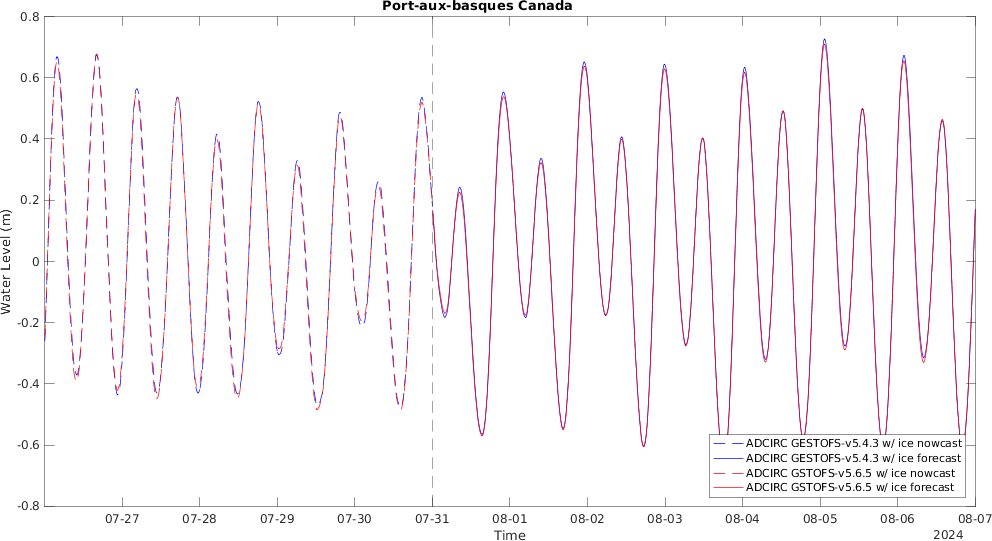 Port-aux-basques Canada
0.8
0.6
0.4
0.2
0
-0.2
-0.4
-0.6
-0.8
Water Level (m)
ADCIRC GESTOFS-v5.4.3 w/ ice nowcast
ADCIRC GESTOFS-v5.4.3 w/ ice forecast
ADCIRC GSTOFS-v5.6.5 w/ ice nowcast
ADCIRC GSTOFS-v5.6.5 w/ ice forecast
07-27 07-28 07-29 07-30 07-31 08-01 08-02 08-03 08-04 08-05 08-06 08-07
Time
2024